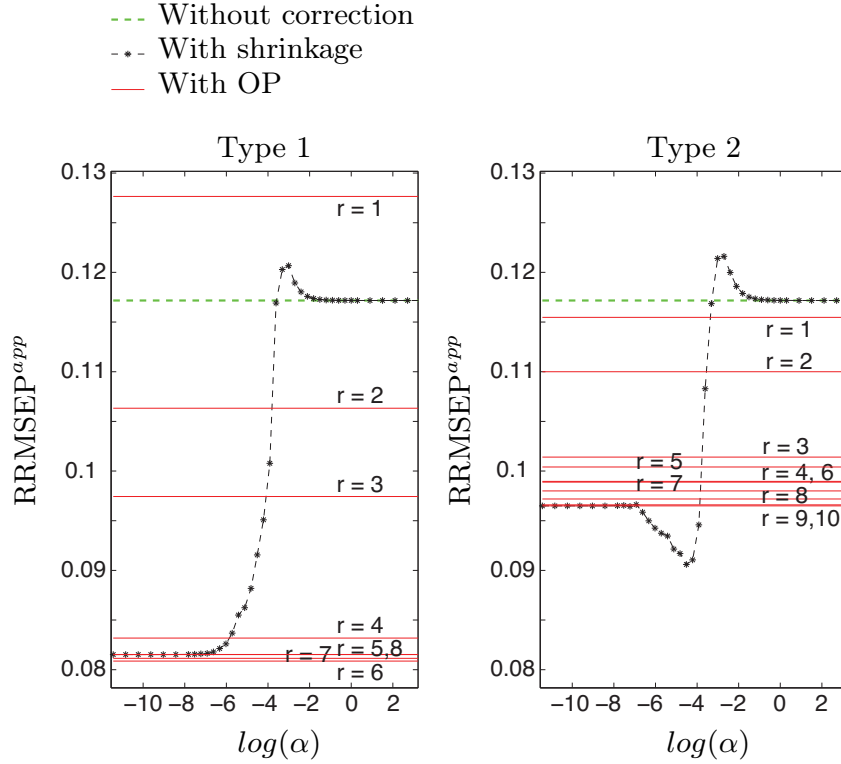 Without correction
With shrinkage
With OP
Type 1
0.13
0.12
0.11
0.1
0.09
0.08
RRMSEP^app
r = 1
r = 2
r = 3
r = 4
r = 5,8
r = 7
r = 6
−10 −8 −6 −4 −2 0 2
log(α)
Type 2
0.13
0.12
0.11
0.1
0.09
0.08
RRMSEP^app
r = 1
r = 2
r = 3
r = 5
r = 4, 6
r = 7
r = 8
r = 9,10
−10 −8 −6 −4 −2 0 2
log(α)